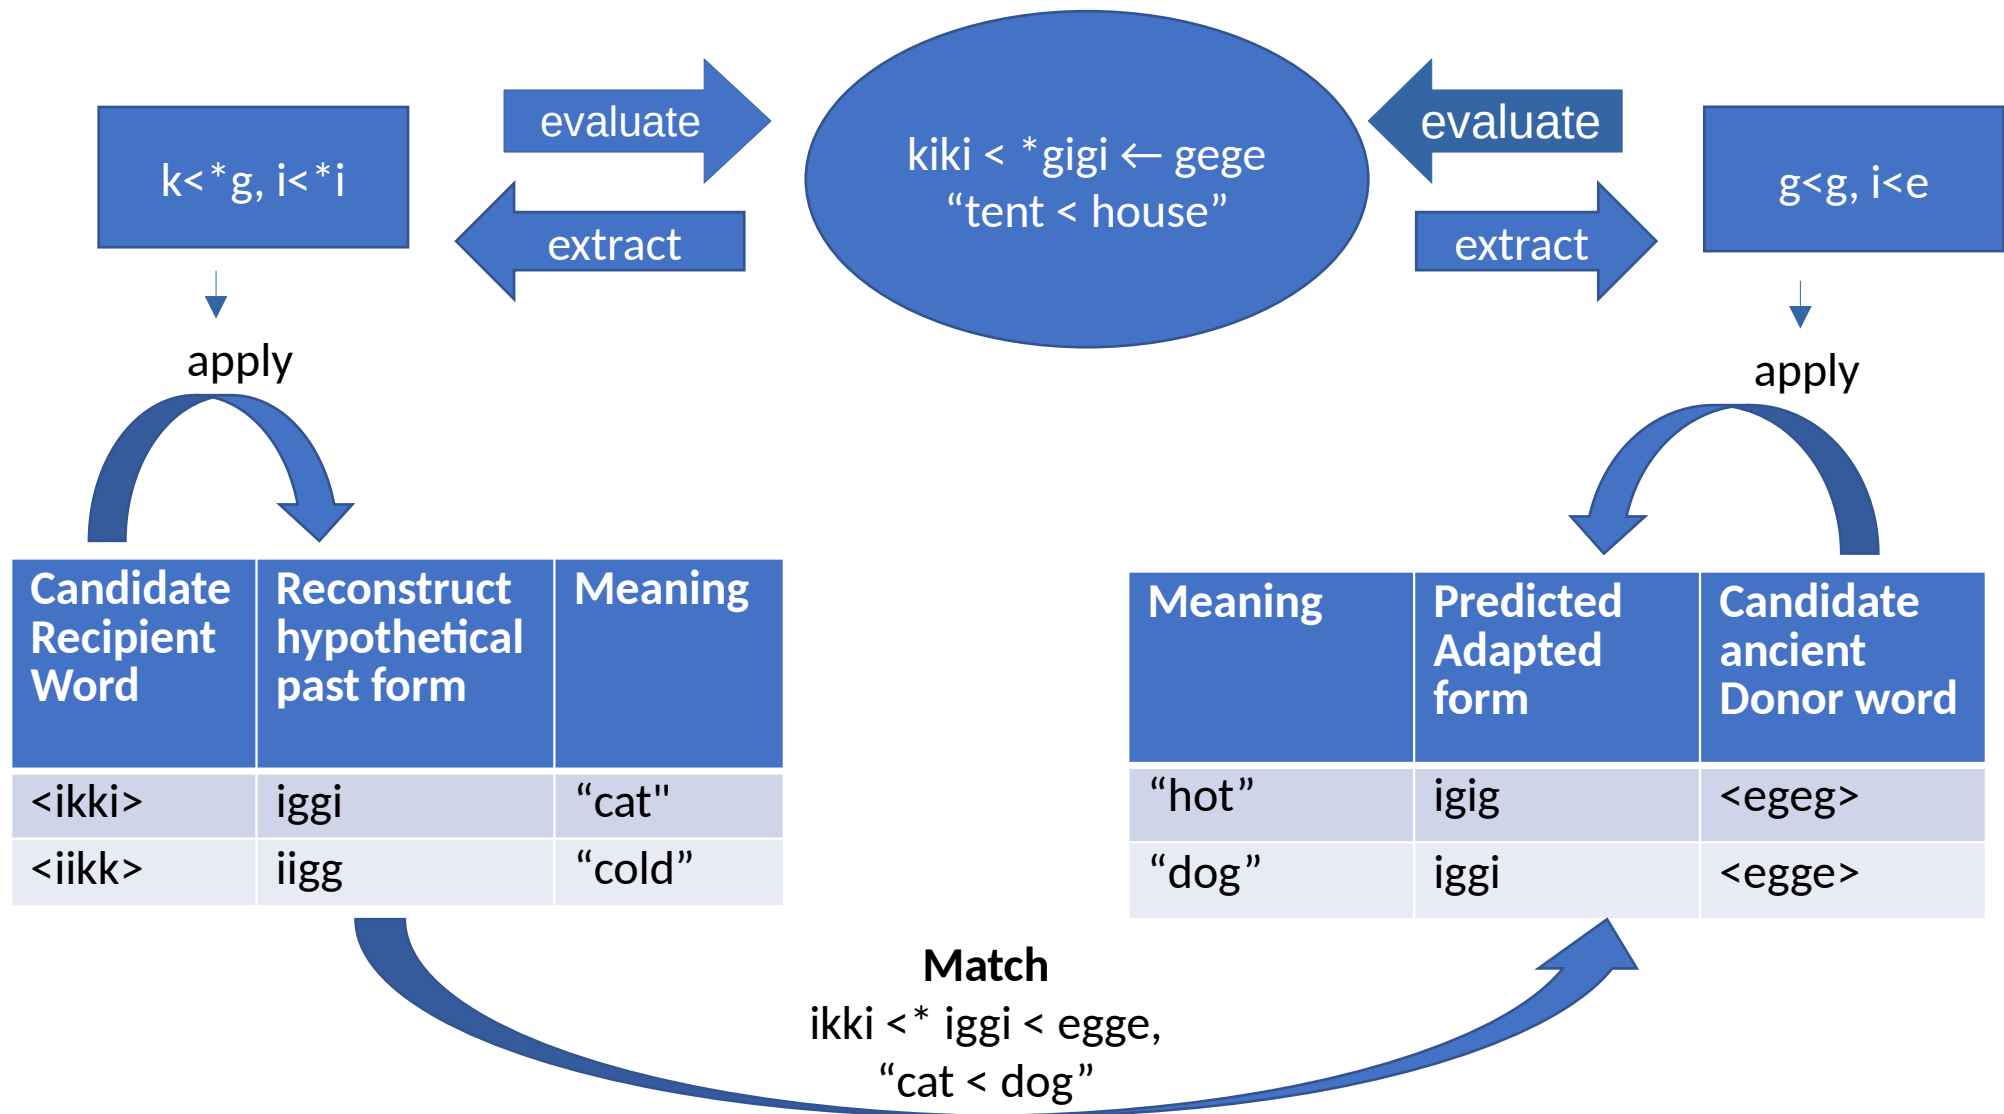 evaluate
evaluate
k<*g, i<*i
kiki < *gigi ← gege
“tent < house”
g<g, i<e
extract
extract
apply
apply
Candidate
Recipient
Word
Reconstruct
hypothetical
past form
Meaning
<ikki>
iggi
“cat"
<iikk>
iigg
“cold”
Meaning
Predicted
Adapted
form
Candidate
ancient
Donor word
“hot”
igig
<egeg>
“dog”
iggi
<egge>
Match
ikki <* iggi < egge,
“cat < dog”